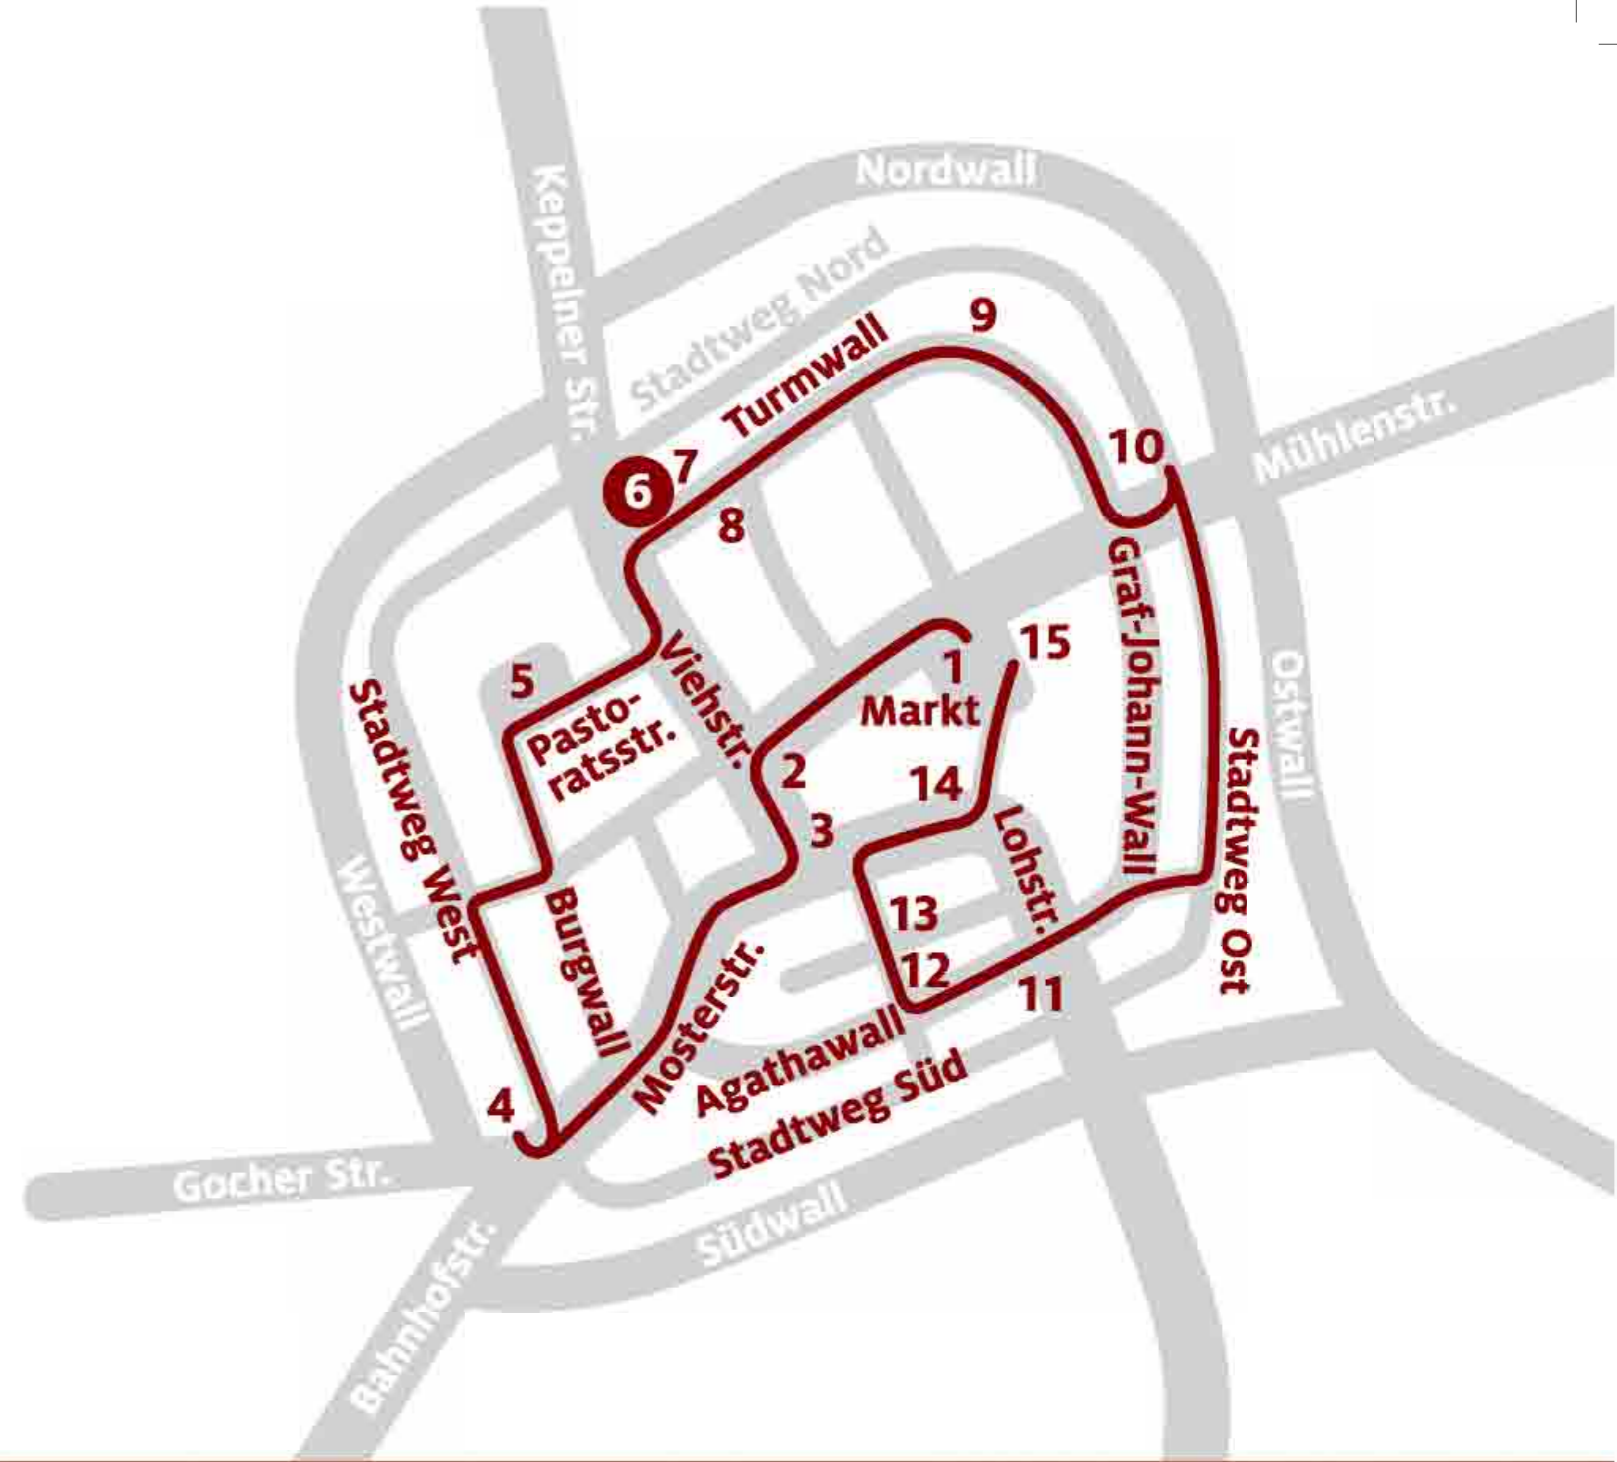 Nordwall
Keppelner Str.
Stadtweg Nord
9
Turmwall
Mühlenstr.
10
7
6
8
Graf-Johann-Wall
15
Viehstr.
1
5
Markt
Pasto-
ratsstr.
Stadtweg West
Ostwall
Stadtweg Ost
2
14
3
Lohstr.
Westwall
Burgwall
13
12
11
Mosterstr.
Agathawall
Stadtweg Süd
4
Gocher Str.
Südwall
Bahnhofstr.